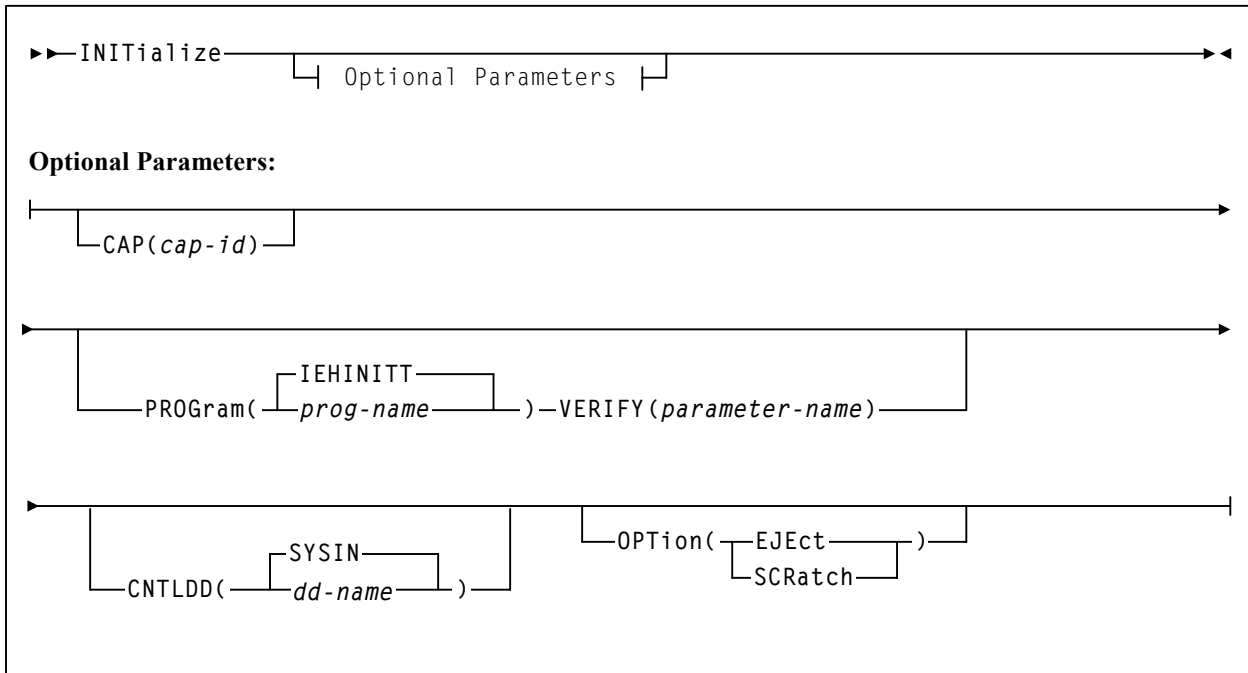 INITialize
Optional Parameters
Optional Parameters:
CAP(cap-id)
IEHINITT
PROGram( prog-name ) VERIFY(parameter-name)
SYSIN
CNTLDD( dd-name )
OPTion( EJEct )
SCRatch